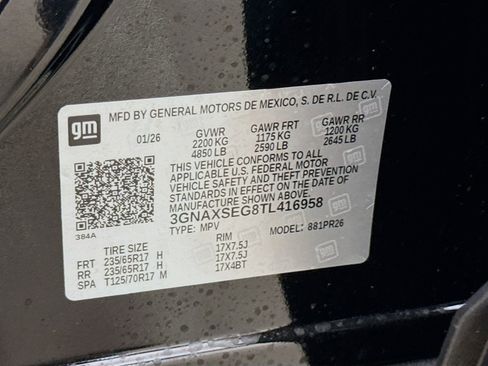 gm
MFD BY GENERAL MOTORS DE MEXICO, S. DE R.L. DE C.V.
01/26 GVWR GAWR FRT GAWR RR
2200 KG 1175 KG 1200 KG
4850 LB 2590 LB 2645 LB
THIS VEHICLE CONFORMS TO ALL
APPLICABLE U.S. FEDERAL MOTOR
VEHICLE SAFETY AND THEFT PREVENTION
STANDARDS IN EFFECT ON THE DATE OF
MANUFACTURE SHOWN ABOVE.
3GNAXSEG8TL416958
TYPE: MPV MODEL: 881PR26
384A
TIRE SIZE RIM
FRT 235/65R17 H 17X7.5J
RR 235/65R17 H 17X7.5J
SPA T125/70R17 M 17X4BT